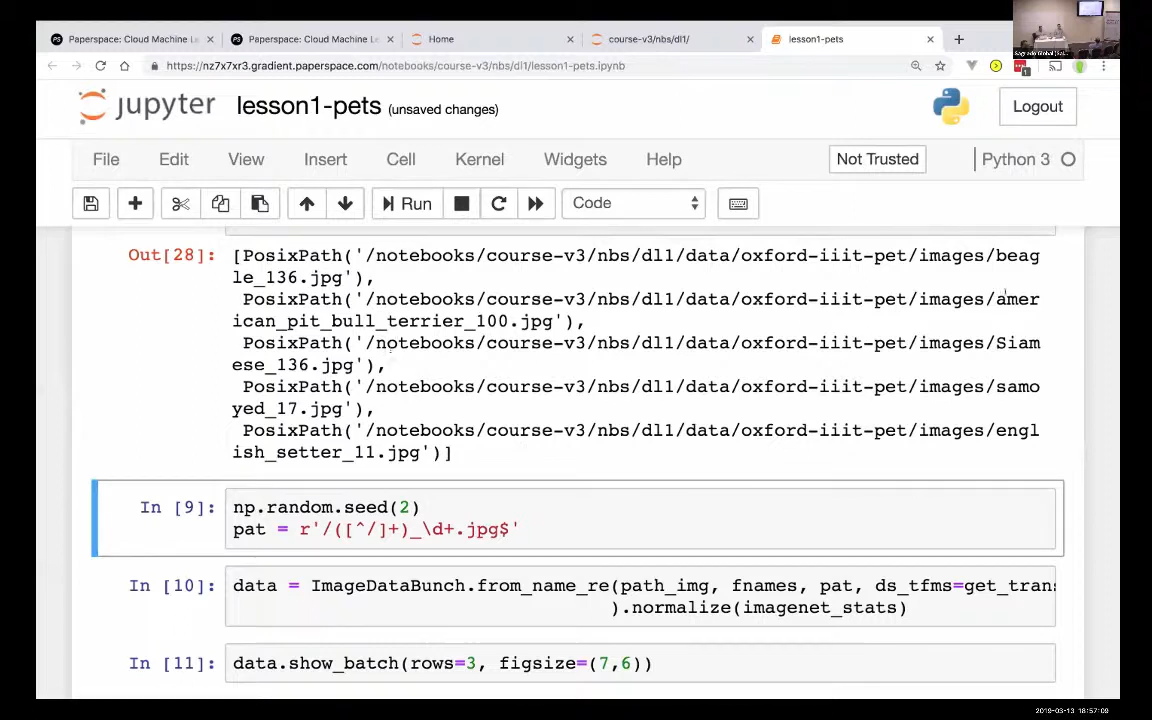 Paperspace: Cloud Machine Le
Paperspace: Cloud Machine Le
Home
course-v3/nbs/dl1/
lesson1-pets
https://nz7x7xr3.gradient.paperspace.com/notebooks/course-v3/nbs/dl1/lesson1-pets.ipynb
jupyter lesson1-pets (unsaved changes)
Logout
File Edit View Insert Cell Kernel Widgets Help
Not Trusted
Python 3
Run
Code
Out[28]: [PosixPath('/notebooks/course-v3/nbs/dl1/data/oxford-iiit-pet/images/beag
le_136.jpg'),
PosixPath('/notebooks/course-v3/nbs/dl1/data/oxford-iiit-pet/images/amer
ican_pit_bull_terrier_100.jpg'),
PosixPath('/notebooks/course-v3/nbs/dl1/data/oxford-iiit-pet/images/Siam
ese_136.jpg'),
PosixPath('/notebooks/course-v3/nbs/dl1/data/oxford-iiit-pet/images/samo
yed_17.jpg'),
PosixPath('/notebooks/course-v3/nbs/dl1/data/oxford-iiit-pet/images/engl
ish_setter_11.jpg')]
In [9]: np.random.seed(2)
pat = r'/([^/]+)_\d+.jpg$'
In [10]: data = ImageDataBunch.from_name_re(path_img, fnames, pat, ds_tfms=get_trans
).normalize(imagenet_stats)
In [11]: data.show_batch(rows=3, figsize=(7,6))
2019-03-13 18:57:09